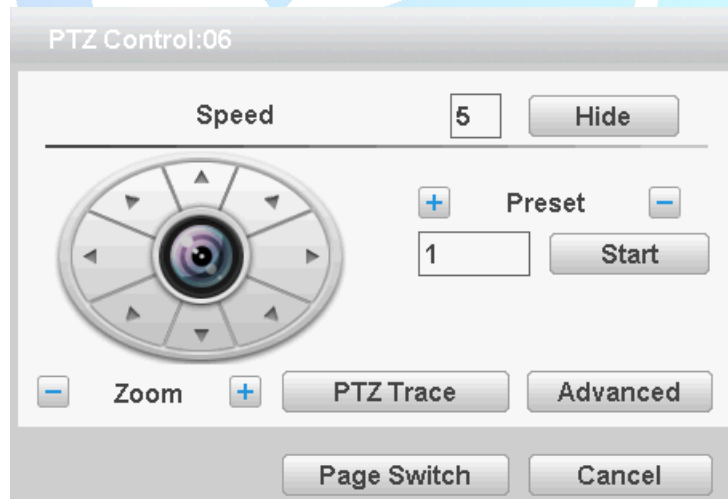 PTZ Control:06
Speed 5 Hide
+ Preset −
1 Start
− Zoom + PTZ Trace Advanced
Page Switch Cancel